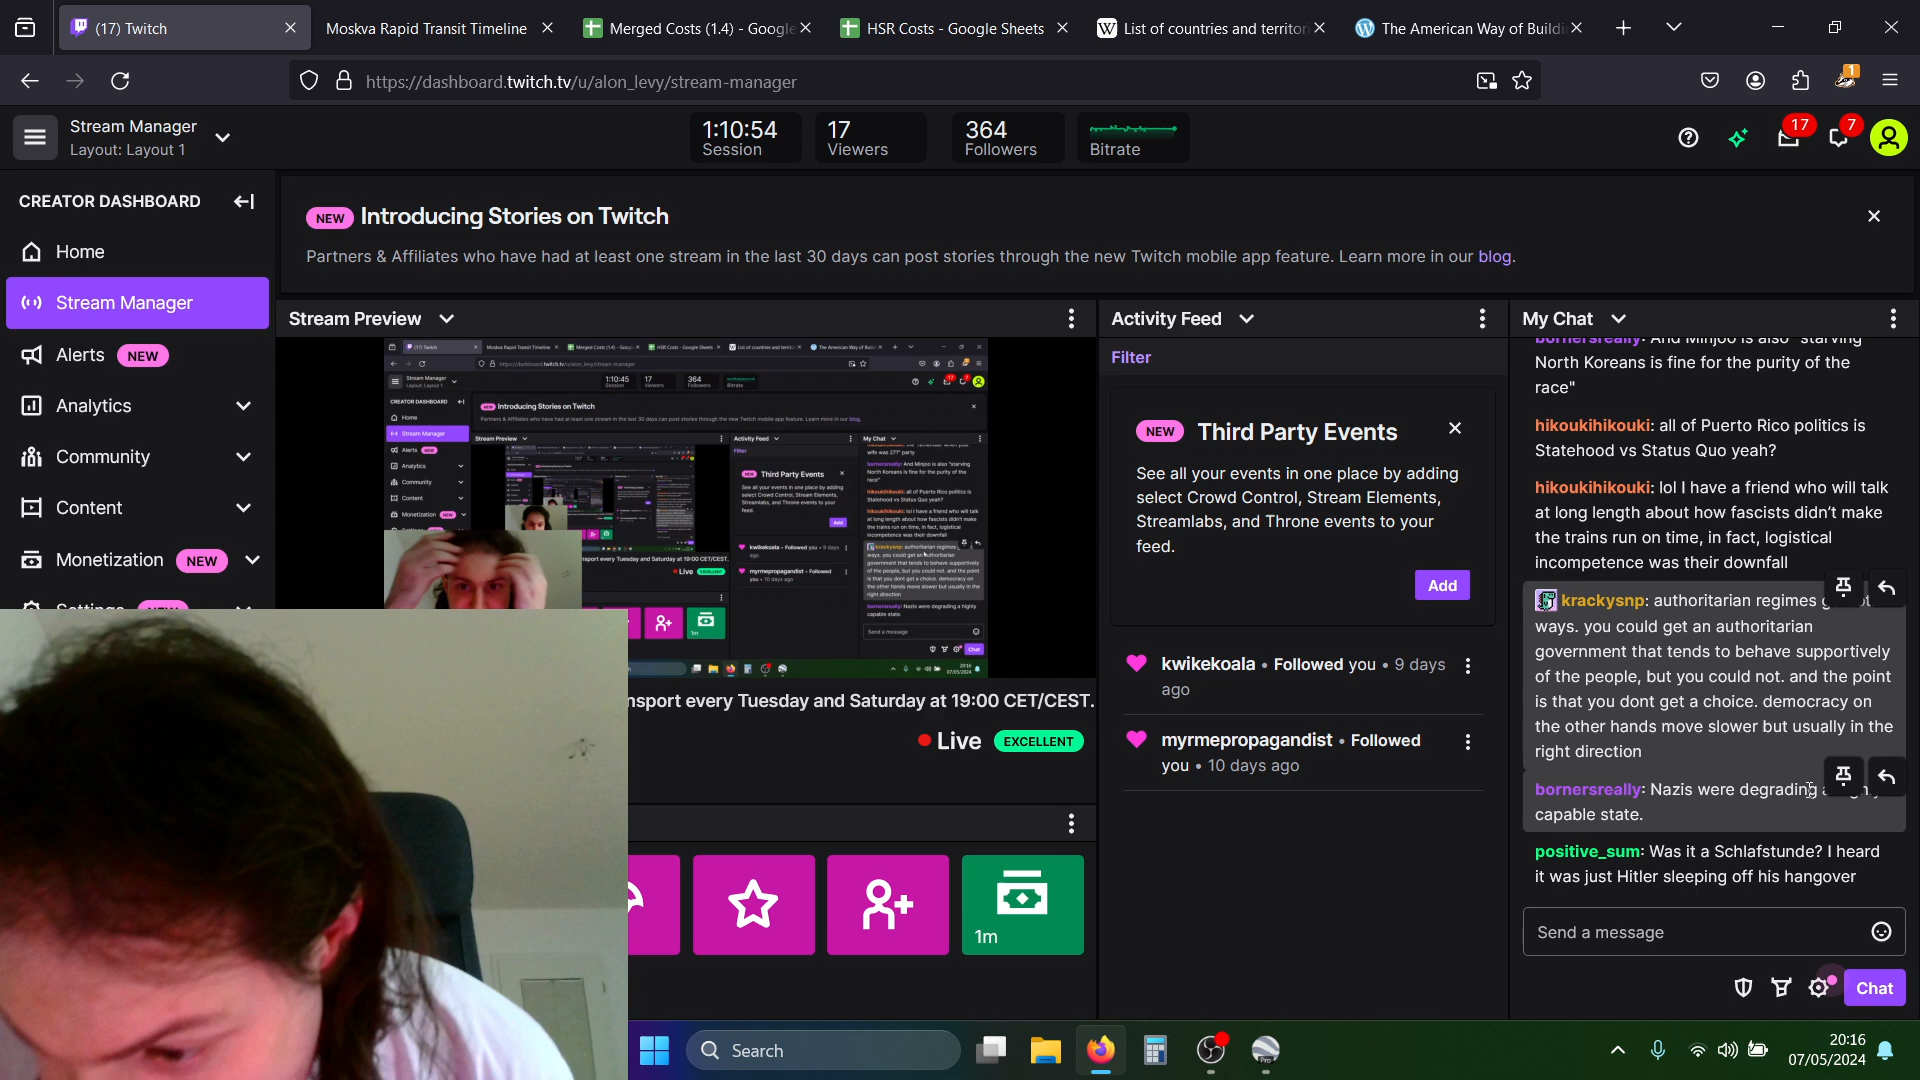 (17) Twitch
Moskva Rapid Transit Timeline
Merged Costs (1.4) - Google
HSR Costs - Google Sheets
List of countries and territori
The American Way of Buildi
https://dashboard.twitch.tv/u/alon_levy/stream-manager
1
Stream Manager
Layout: Layout 1
1:10:54
Session
17
Viewers
364
Followers
Bitrate
17
7
CREATOR DASHBOARD
Home
Stream Manager
Alerts NEW
Analytics
Community
Content
Monetization NEW
NEW Introducing Stories on Twitch
Partners & Affiliates who have had at least one stream in the last 30 days can post stories through the new Twitch mobile app feature. Learn more in our blog.
Stream Preview
nsport every Tuesday and Saturday at 19:00 CET/CEST.
Live EXCELLENT
1m
Activity Feed
Filter
NEW Third Party Events
See all your events in one place by adding
select Crowd Control, Stream Elements,
Streamlabs, and Throne events to your
feed.
Add
kwikekoala • Followed you • 9 days
ago
myrmepropagandist • Followed
you • 10 days ago
My Chat
bornersreally: And Minjoo is also "starving
North Koreans is fine for the purity of the
race"
hikoukihikouki: all of Puerto Rico politics is
Statehood vs Status Quo yeah?
hikoukihikouki: lol I have a friend who will talk
at long length about how fascists didn't make
the trains run on time, in fact, logistical
incompetence was their downfall
krackysnp: authoritarian regimes
ways. you could get an authoritarian
government that tends to behave supportively
of the people, but you could not. and the point
is that you dont get a choice. democracy on
the other hands move slower but usually in the
right direction
bornersreally: Nazis were degrading
capable state.
positive_sum: Was it a Schlafstunde? I heard
it was just Hitler sleeping off his hangover
Send a message
Chat
Search
20:16
07/05/2024